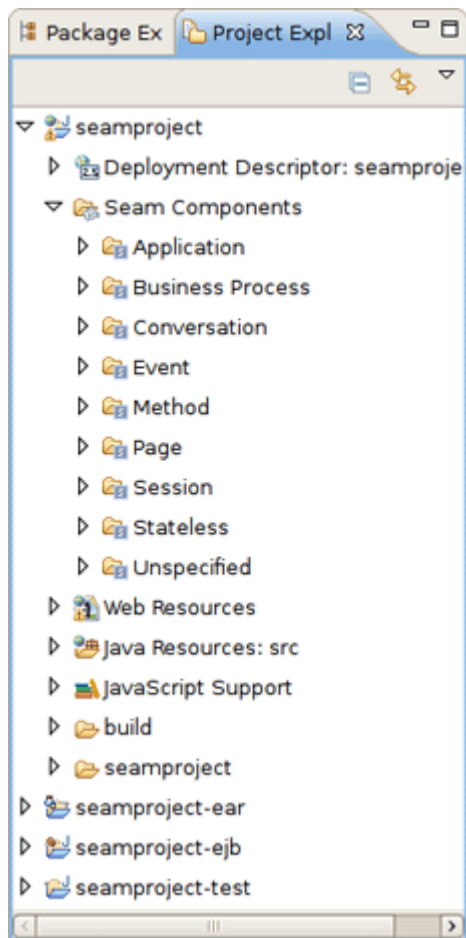 Package Ex Project Expl
seamproject
Deployment Descriptor: seamproje
Seam Components
Application
Business Process
Conversation
Event
Method
Page
Session
Stateless
Unspecified
Web Resources
Java Resources: src
JavaScript Support
build
seamproject
seamproject-ear
seamproject-ejb
seamproject-test